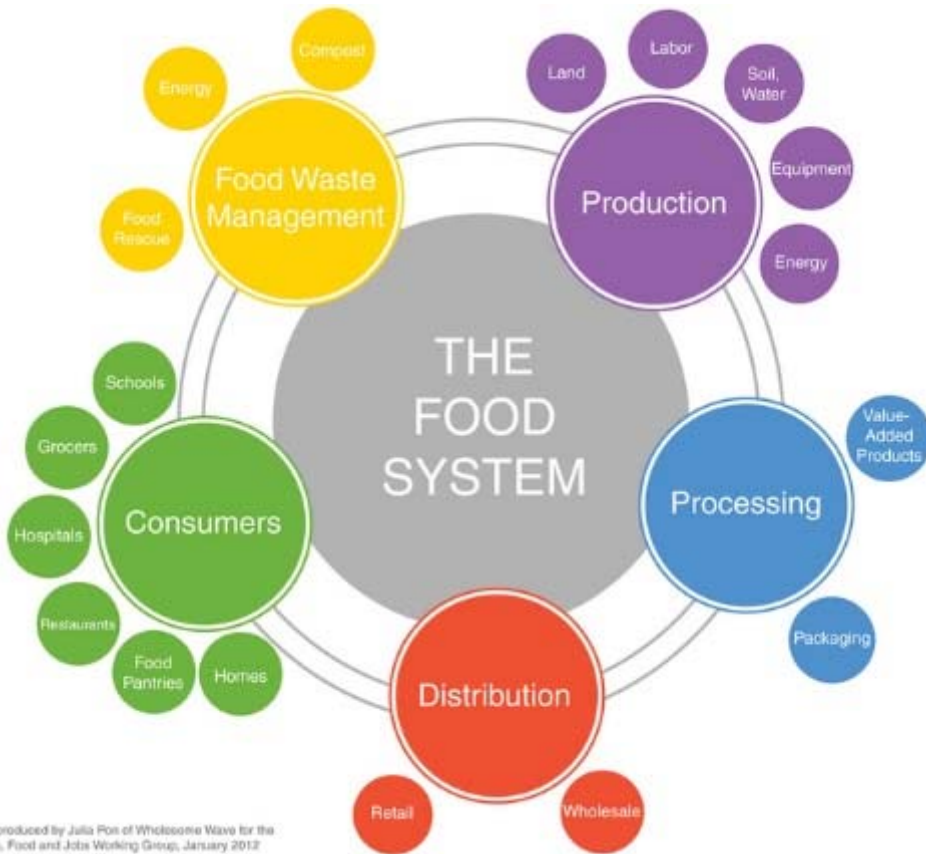 THE
FOOD
SYSTEM
Production
Land
Labor
Soil,
Water
Equipment
Energy
Processing
Value-
Added
Products
Packaging
Distribution
Wholesale
Retail
Consumers
Homes
Food
Pantries
Restaurants
Hospitals
Grocers
Schools
Food Waste
Management
Food
Rescue
Energy
Compost
produced by Julia Pon of Wholesome Wave for the
, Food and Jobs Working Group, January 2012